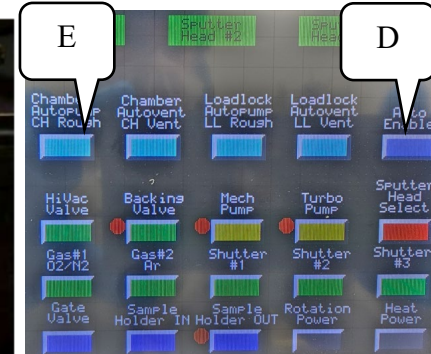 E
D
Sputter
Head #2
Chamber
Autopump
CH Rough
Chamber
Autovent
CH Vent
Loadlock
Autopump
LL Rough
Loadlock
Autovent
LL Vent
Auto
Enable
HiVac
Valve
Backing
Valve
Mech
Pump
Turbo
Pump
Sputter
Head
Select
Gas#1
O2/N2
Gas#2
Ar
Shutter
#1
Shutter
#2
Shutter
#3
Gate
Valve
Sample
Holder IN
Sample
Holder OUT
Rotation
Power
Heat
Power